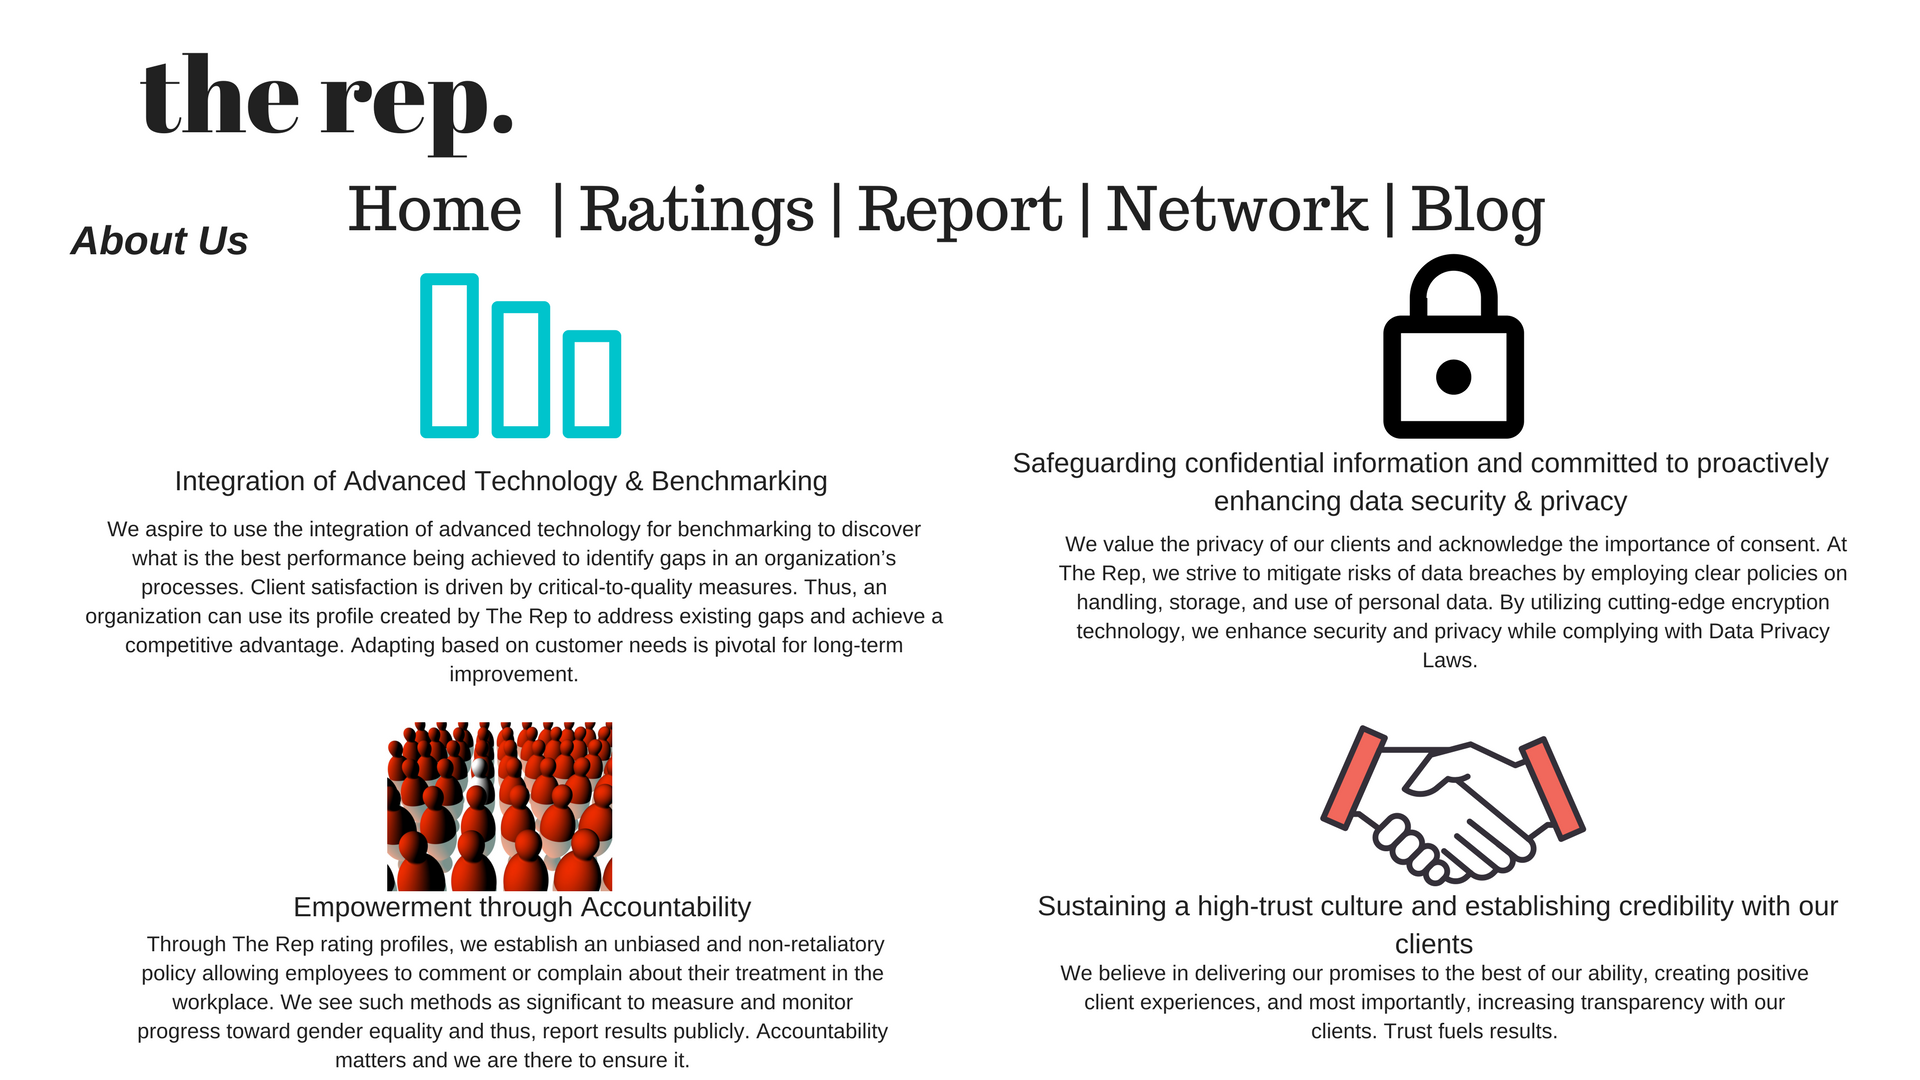 the rep.
Home | Ratings | Report | Network | Blog
About Us
Integration of Advanced Technology & Benchmarking
We aspire to use the integration of advanced technology for benchmarking to discover
what is the best performance being achieved to identify gaps in an organization’s
processes. Client satisfaction is driven by critical-to-quality measures. Thus, an
organization can use its profile created by The Rep to address existing gaps and achieve a
competitive advantage. Adapting based on customer needs is pivotal for long-term
improvement.
Safeguarding confidential information and committed to proactively
enhancing data security & privacy
We value the privacy of our clients and acknowledge the importance of consent. At
The Rep, we strive to mitigate risks of data breaches by employing clear policies on
handling, storage, and use of personal data. By utilizing cutting-edge encryption
technology, we enhance security and privacy while complying with Data Privacy
Laws.
Empowerment through Accountability
Through The Rep rating profiles, we establish an unbiased and non-retaliatory
policy allowing employees to comment or complain about their treatment in the
workplace. We see such methods as significant to measure and monitor
progress toward gender equality and thus, report results publicly. Accountability
matters and we are there to ensure it.
Sustaining a high-trust culture and establishing credibility with our
clients
We believe in delivering our promises to the best of our ability, creating positive
client experiences, and most importantly, increasing transparency with our
clients. Trust fuels results.